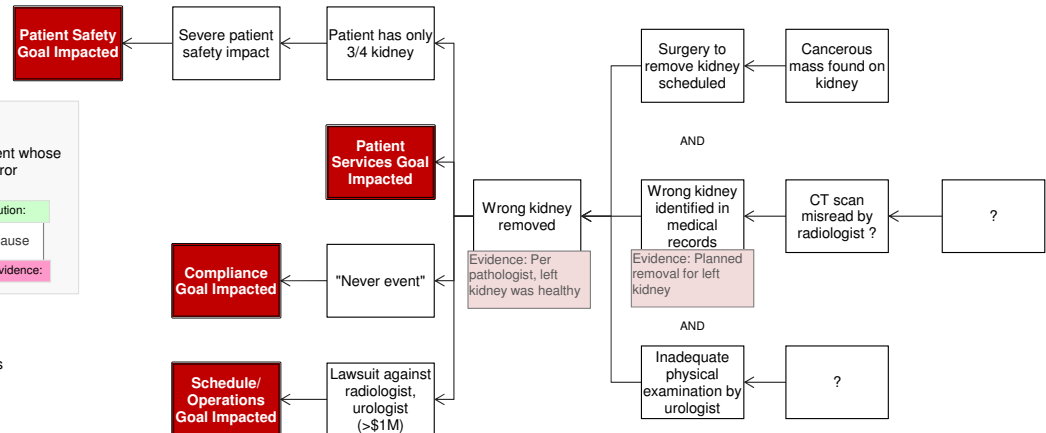 Patient Safety
Goal Impacted
Severe patient
safety impact
Patient has only
3/4 kidney
Surgery to
remove kidney
scheduled
Cancerous
mass found on
kidney
ent whose
ror
ution:
ause
vidence:
s
Patient
Services Goal
Impacted
AND
Wrong kidney
removed
Evidence: Per
pathologist, left
kidney was healthy
Wrong kidney
identified in
medical
records
Evidence: Planned
removal for left
kidney
CT scan
misread by
radiologist ?
?
Compliance
Goal Impacted
"Never event"
AND
Schedule/
Operations
Goal Impacted
Lawsuit against
radiologist,
urologist
(>$1M)
Inadequate
physical
examination by
urologist
?